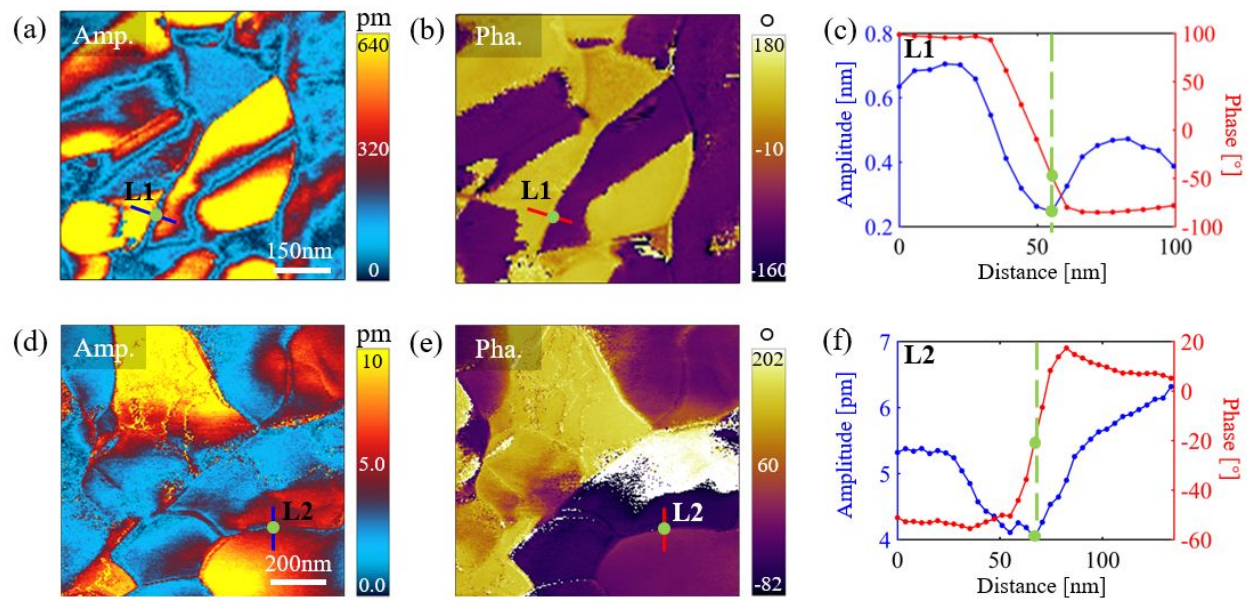 (a)
Amp.
pm
640
320
0
L1
150nm
(b)
Pha.
O
180
-10
-160
L1
(c)
L1
0.8
0.6
0.4
0.2
Amplitude [nm]
100
50
0
-50
-100
Phase [°]
0
50
100
Distance [nm]
(d)
Amp.
pm
10
5.0
0.0
L2
200nm
(e)
Pha.
O
202
60
-82
L2
(f)
L2
7
6
5
4
Amplitude [pm]
20
0
-20
-40
-60
Phase [°]
0
50
100
Distance [nm]